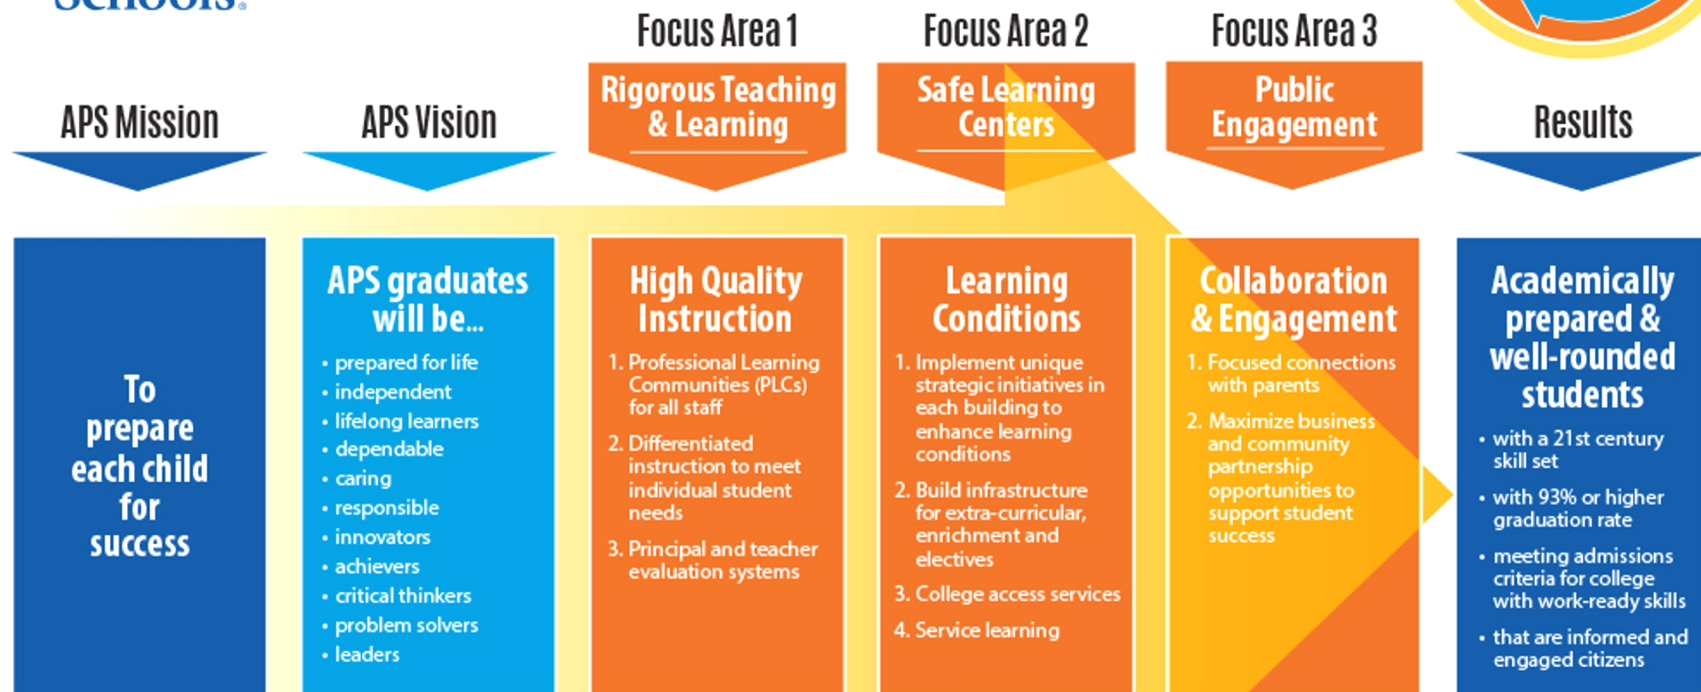 Schools®
APS Mission
To
prepare
each child
for
success
APS Vision
APS graduates
will be...
• prepared for life
• independent
• lifelong learners
• dependable
• caring
• responsible
• innovators
• achievers
• critical thinkers
• problem solvers
• leaders
Focus Area 1
Rigorous Teaching
& Learning
High Quality
Instruction
1. Professional Learning
Communities (PLCs)
for all staff
2. Differentiated
instruction to meet
individual student
needs
3. Principal and teacher
evaluation systems
Focus Area 2
Safe Learning
Centers
Learning
Conditions
1. Implement unique
strategic initiatives in
each building to
enhance learning
conditions
2. Build infrastructure
for extra-curricular,
enrichment and
electives
3. College access services
4. Service learning
Focus Area 3
Public
Engagement
Collaboration
& Engagement
1. Focused connections
with parents
2. Maximize business
and community
partnership
opportunities to
support student
success
Results
Academically
prepared &
well-rounded
students
• with a 21st century
skill set
• with 93% or higher
graduation rate
• meeting admissions
criteria for college
with work-ready skills
• that are informed and
engaged citizens